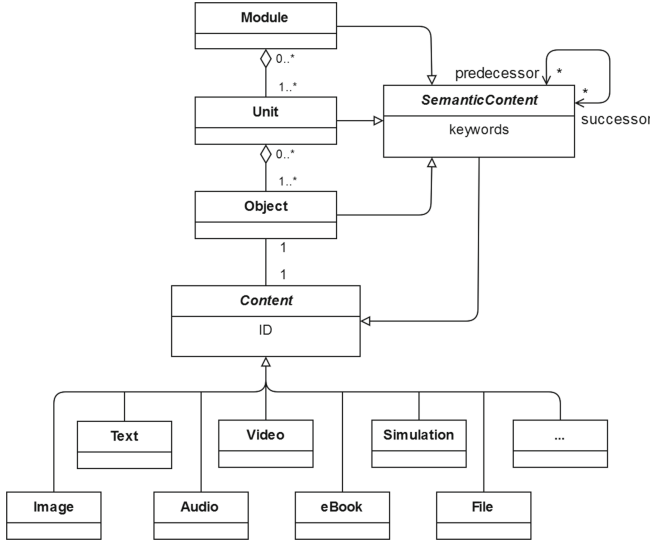 Module
0..*
1..*
predecessor
*
*
successor
SemanticContent
keywords
Unit
0..*
1..*
Object
1
1
Content
ID
Text
Video
Simulation
...
Image
Audio
eBook
File